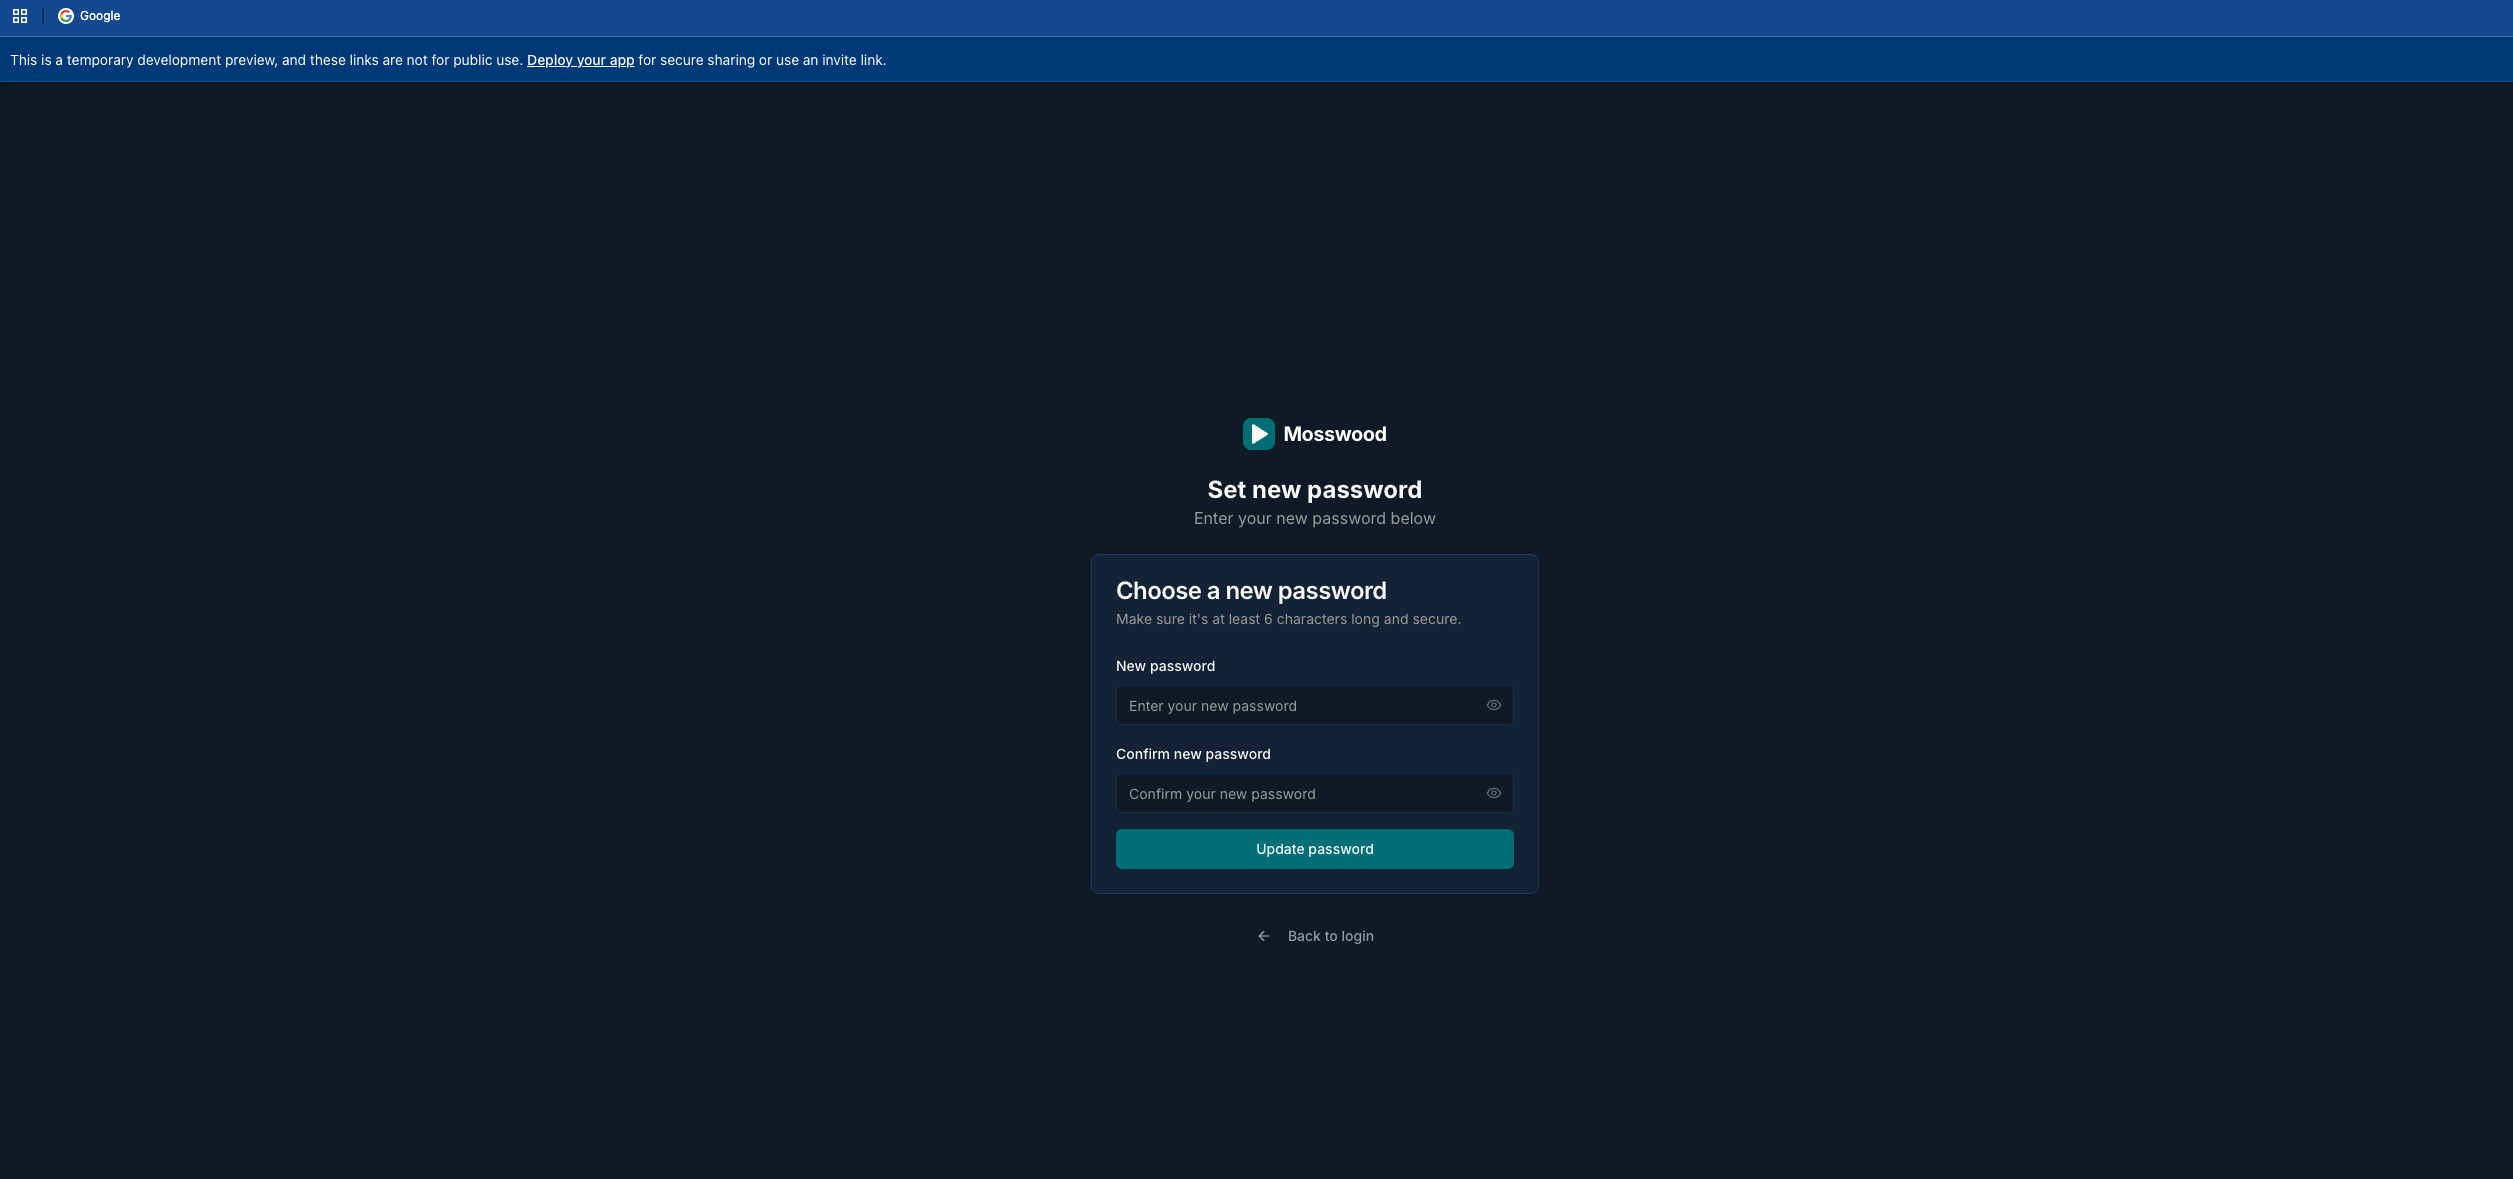 Google
This is a temporary development preview, and these links are not for public use. Deploy your app for secure sharing or use an invite link.
Mosswood
Set new password
Enter your new password below
Choose a new password
Make sure it's at least 6 characters long and secure.
New password
Enter your new password
Confirm new password
Confirm your new password
Update password
Back to login